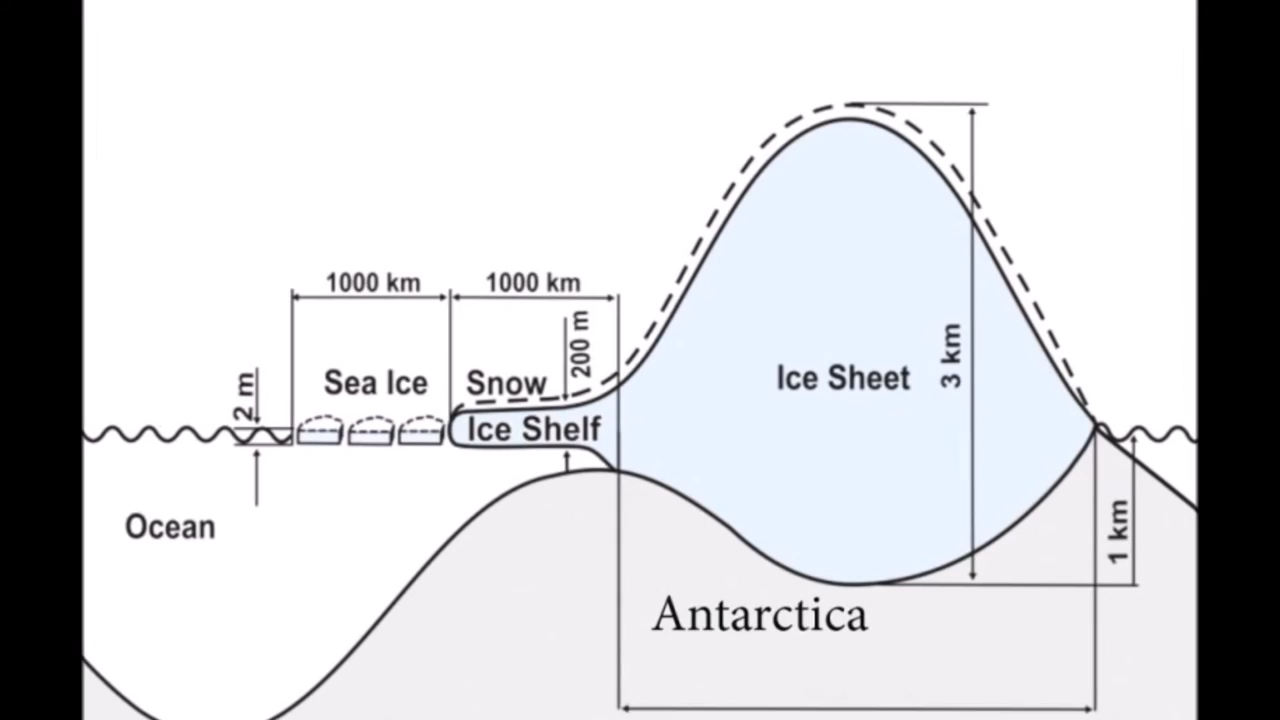 1000 km
1000 km
200 m
2 m
Sea Ice
Snow
Ice Shelf
Ice Sheet
3 km
Ocean
1 km
Antarctica